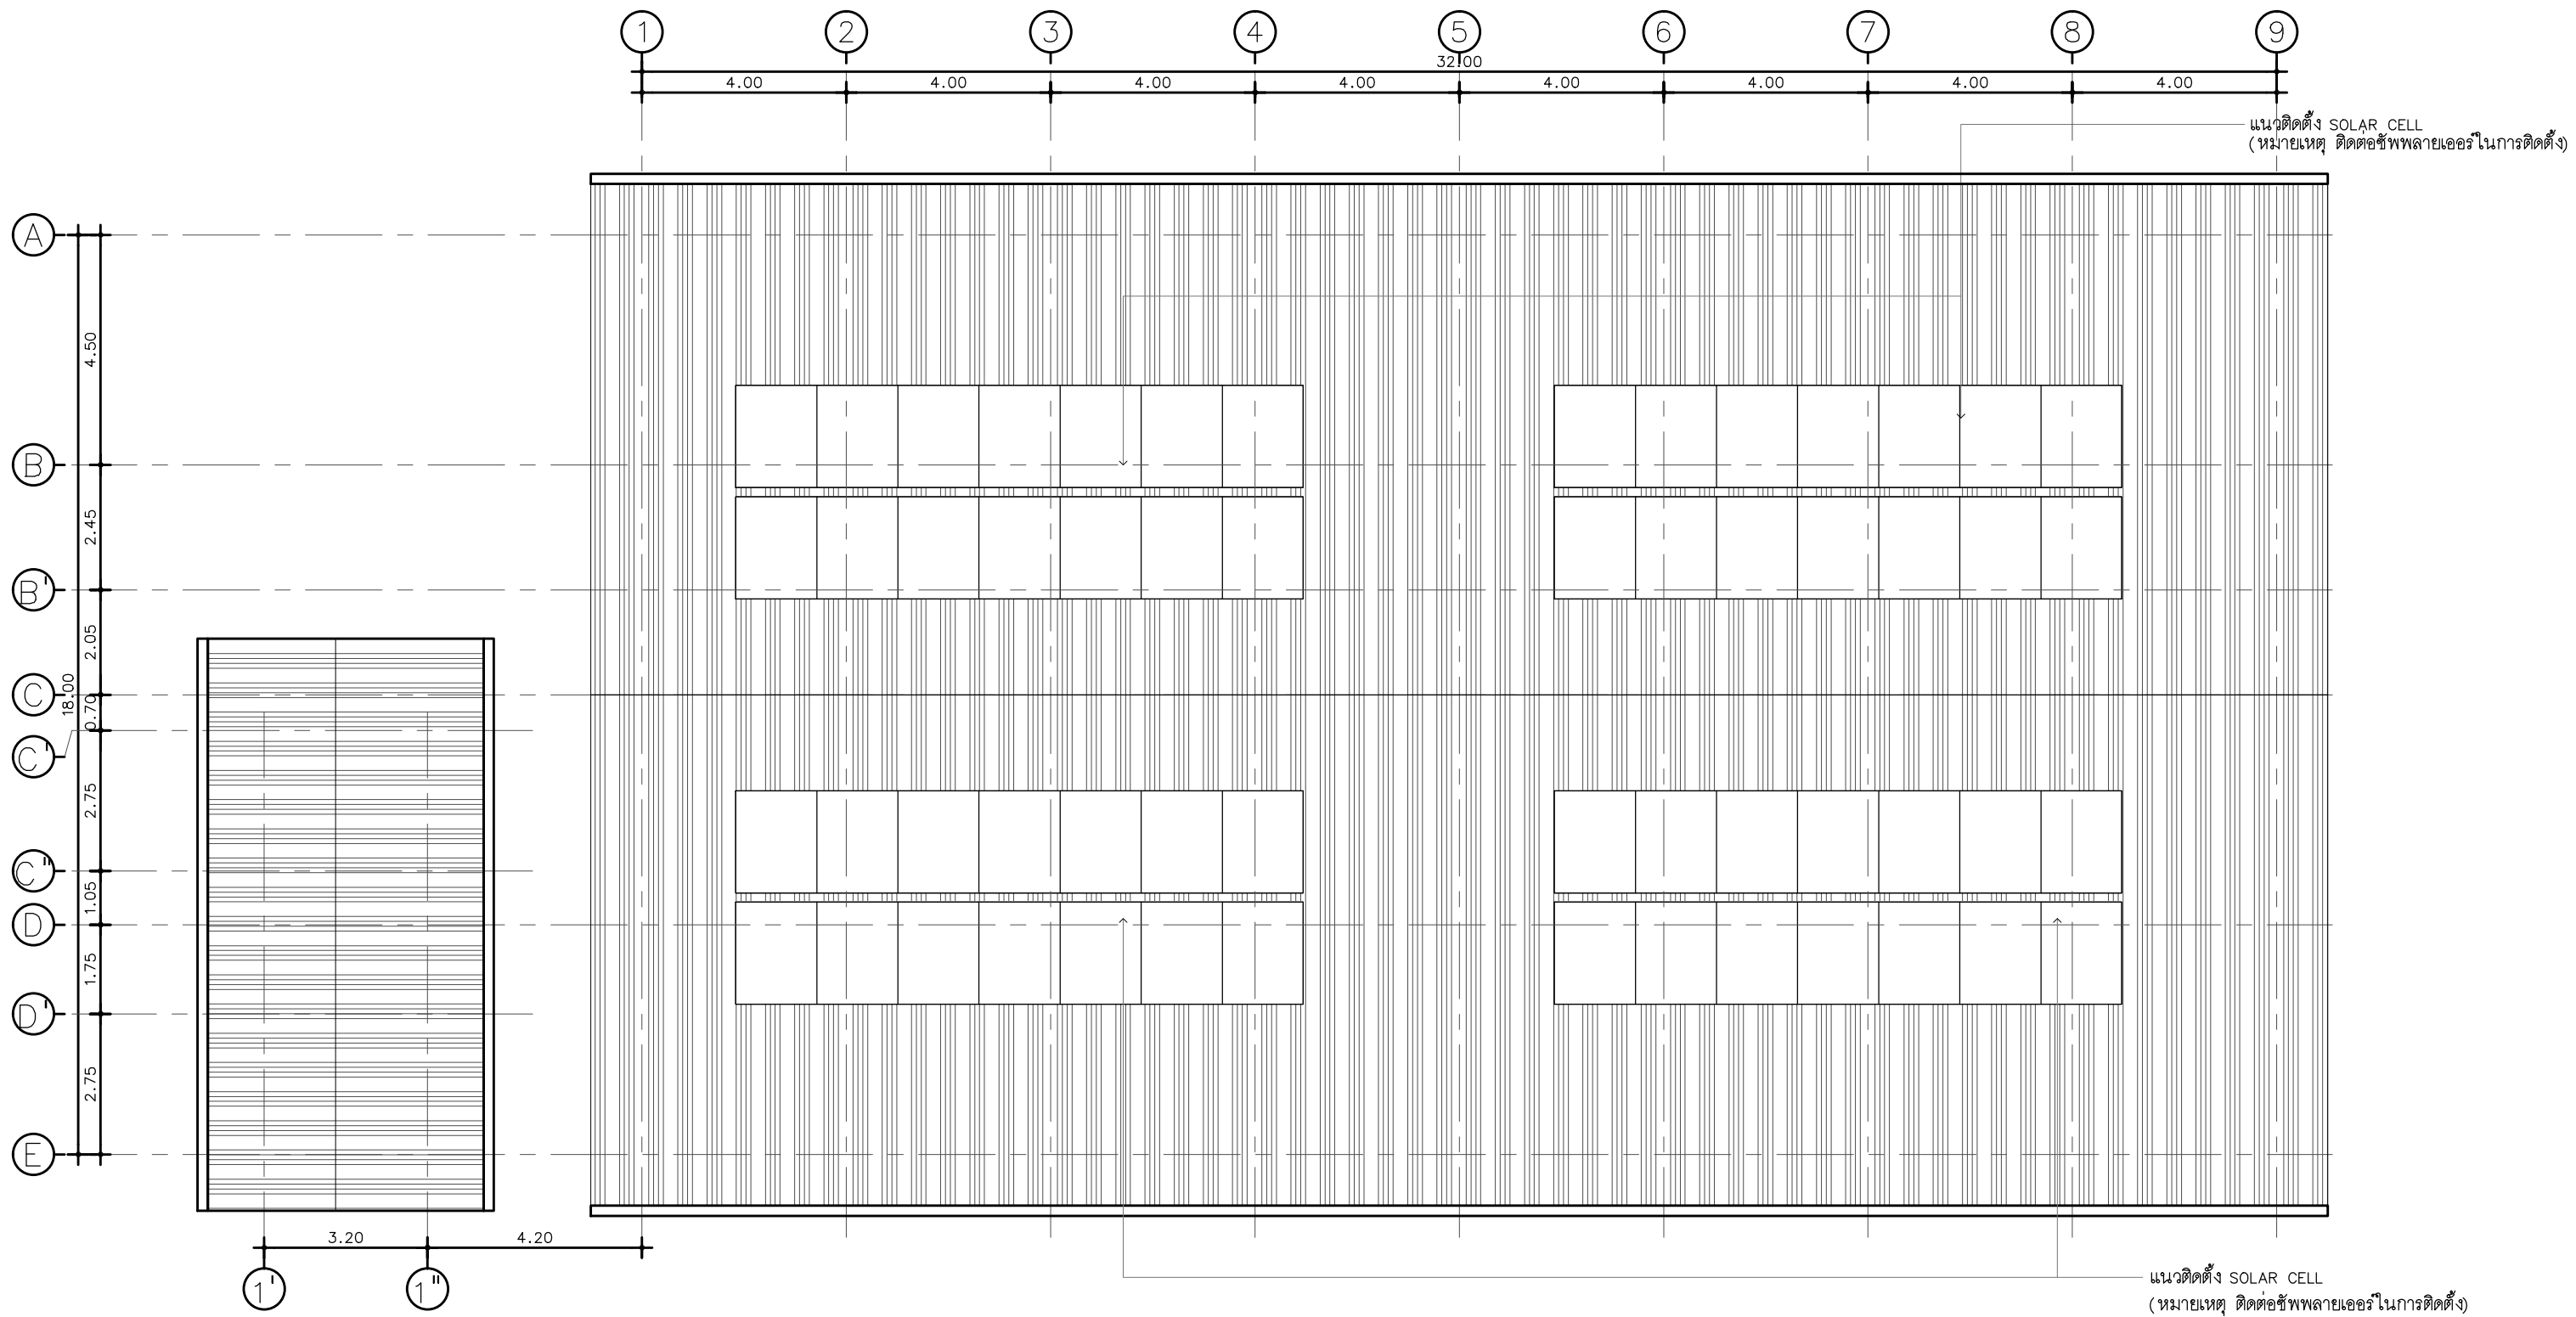 1 2 3 4 5 6 7 8 9
32.00
4.00 4.00 4.00 4.00 4.00 4.00 4.00 4.00
แนวติดตั้ง SOLAR CELL
(หมายเหตุ ติดต่อซัพพลายเออร์ในการติดตั้ง)
A
4.50
B
2.45
B'
2.05
C
18.00
0.70
C'
2.75
C"
1.05
D
1.75
D'
2.75
E
3.20 4.20
1' 1"
แนวติดตั้ง SOLAR CELL
(หมายเหตุ ติดต่อซัพพลายเออร์ในการติดตั้ง)